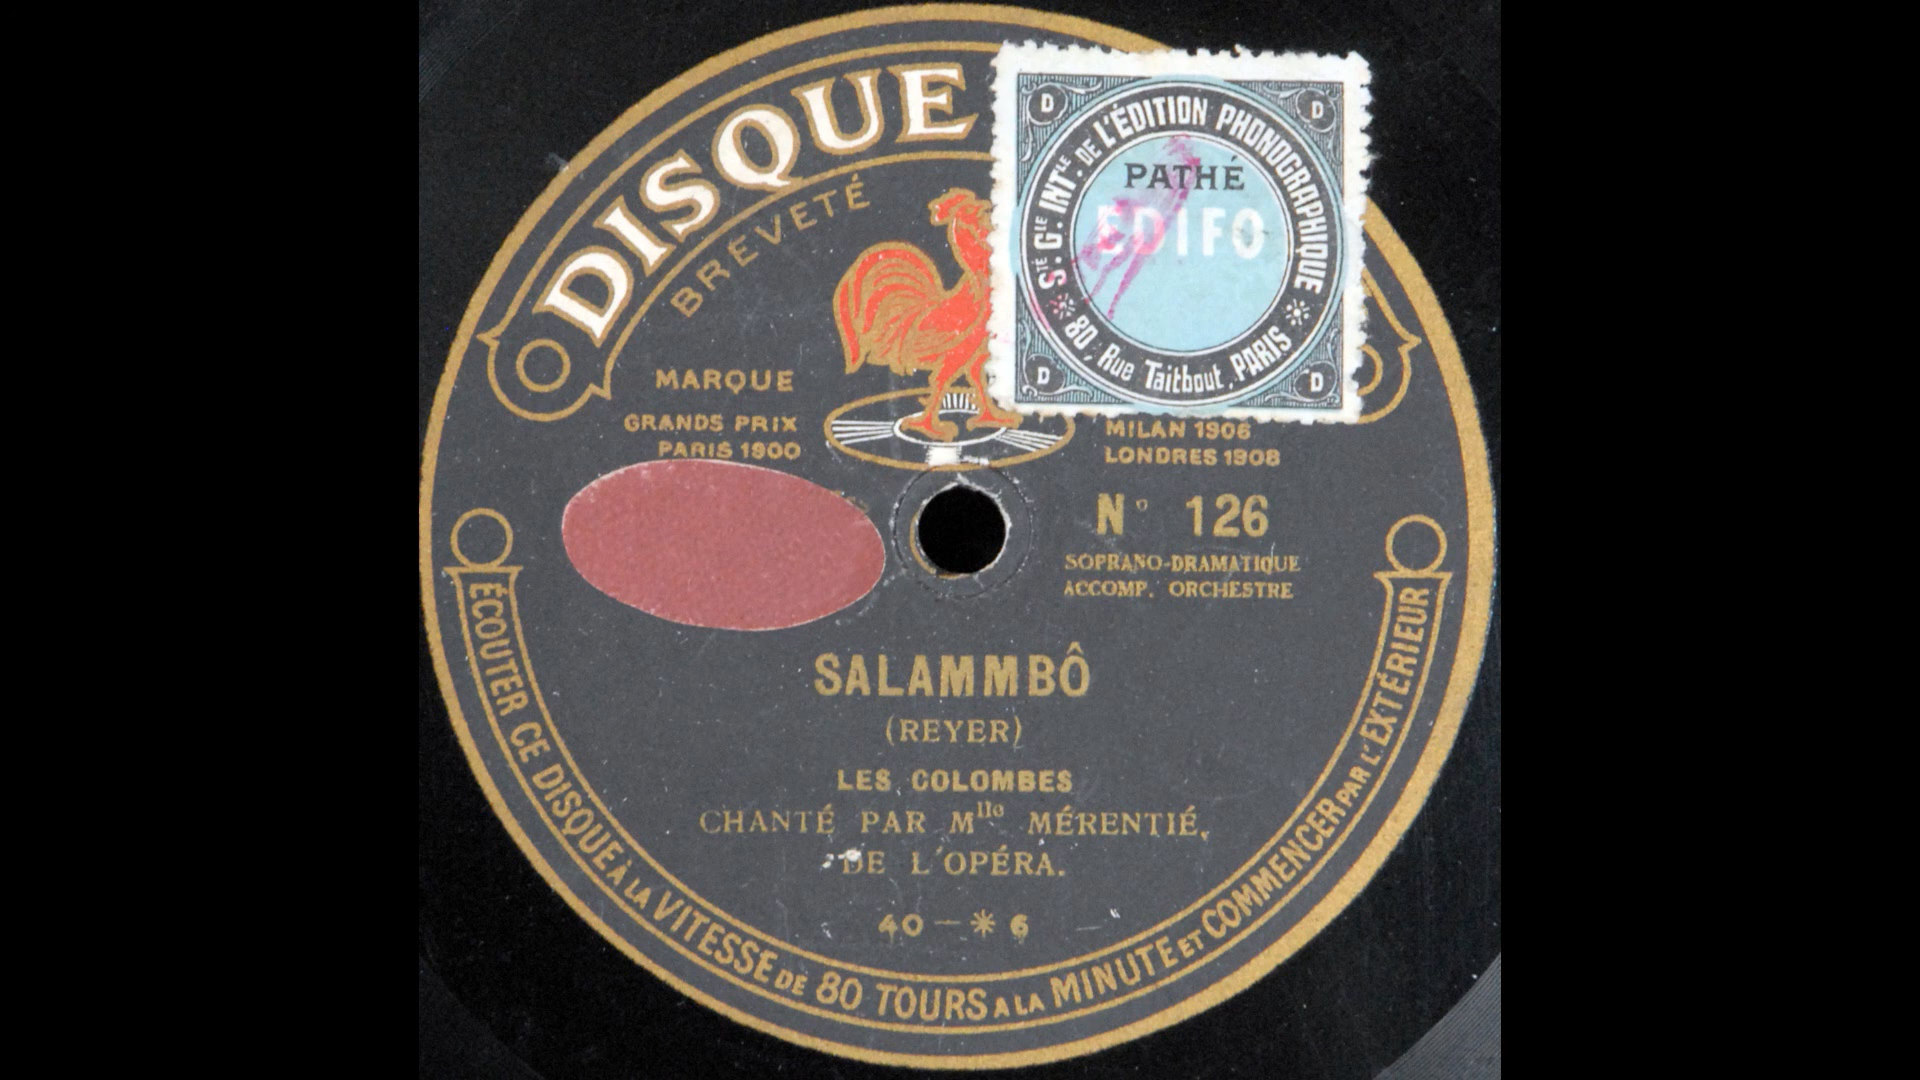 DISQUE
BREVETÉ
D D
Sté Gle INTle. DE L'ÉDITION PHONOGRAPHIQUE
PATHÉ
EDIFO
80, Rue Taitbout, PARIS
D D
MARQUE
GRANDS PRIX
PARIS 1900
MILAN 1906
LONDRES 1908
N° 126
SOPRANO-DRAMATIQUE
ACCOMP. ORCHESTRE
SALAMMBÔ
(REYER)
LES COLOMBES
CHANTÉ PAR Mlle MÉRENTIÉ,
DE L'OPÉRA.
40 — * 6
ÉCOUTER CE DISQUE À LA VITESSE DE 80 TOURS A LA MINUTE ET COMMENCER PAR L'EXTÉRIEUR